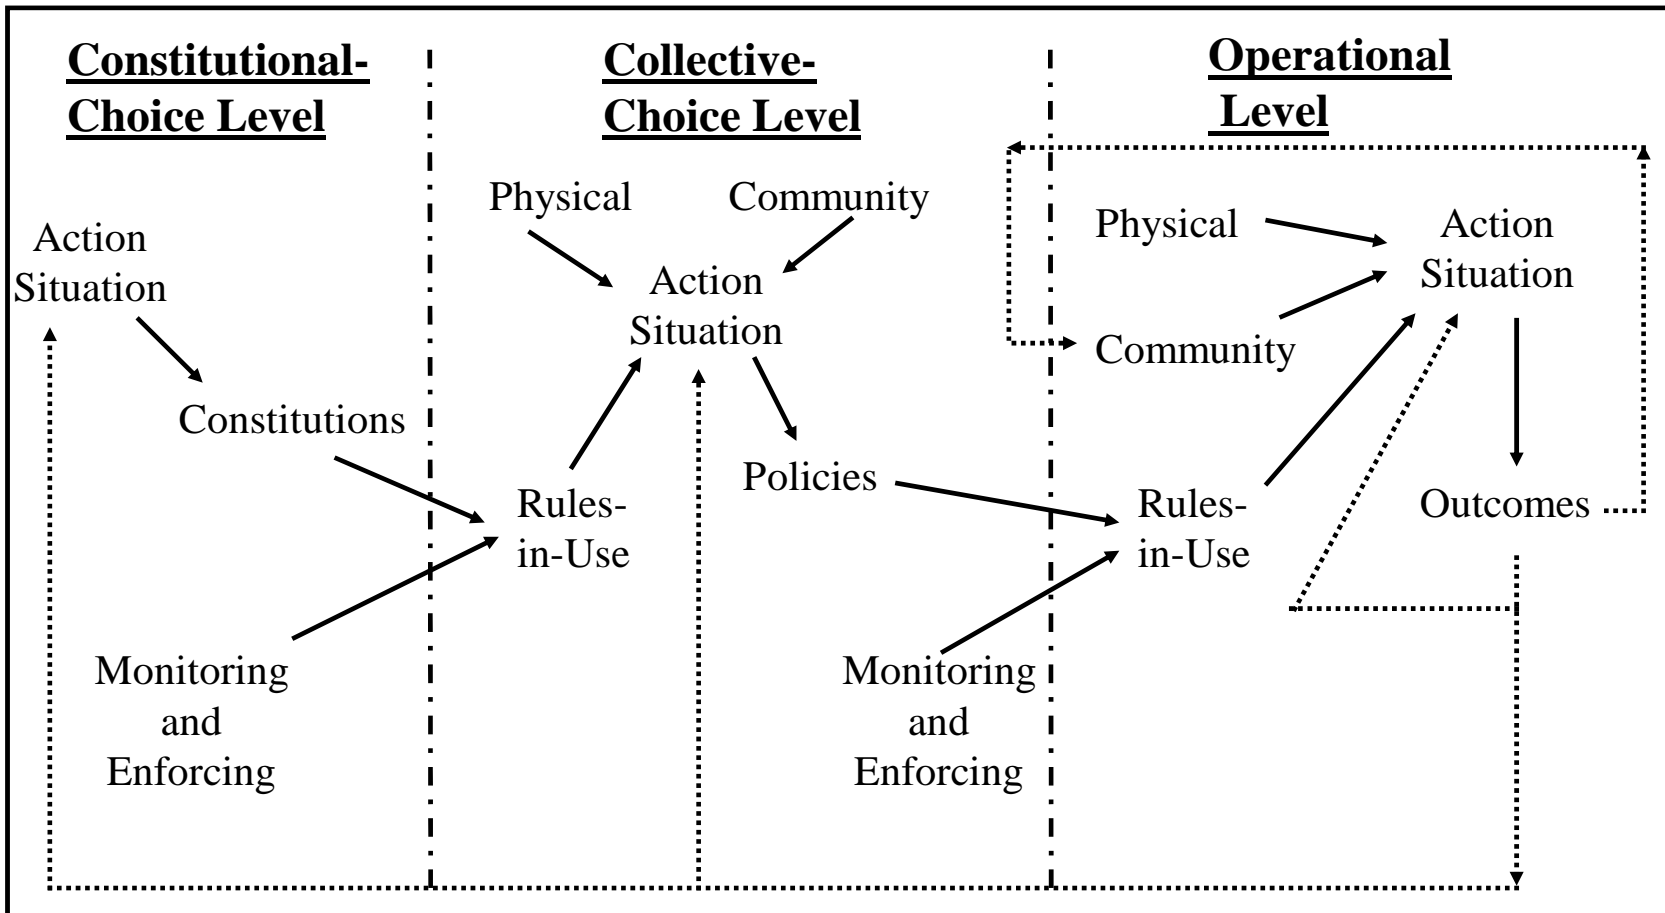 Constitutional-
Choice Level
Action
Situation
Constitutions
Monitoring
and
Enforcing
Collective-
Choice Level
Physical
Community
Action
Situation
Policies
Rules-
in-Use
Monitoring
and
Enforcing
Operational
Level
Physical
Action
Situation
Community
Rules-
in-Use
Outcomes